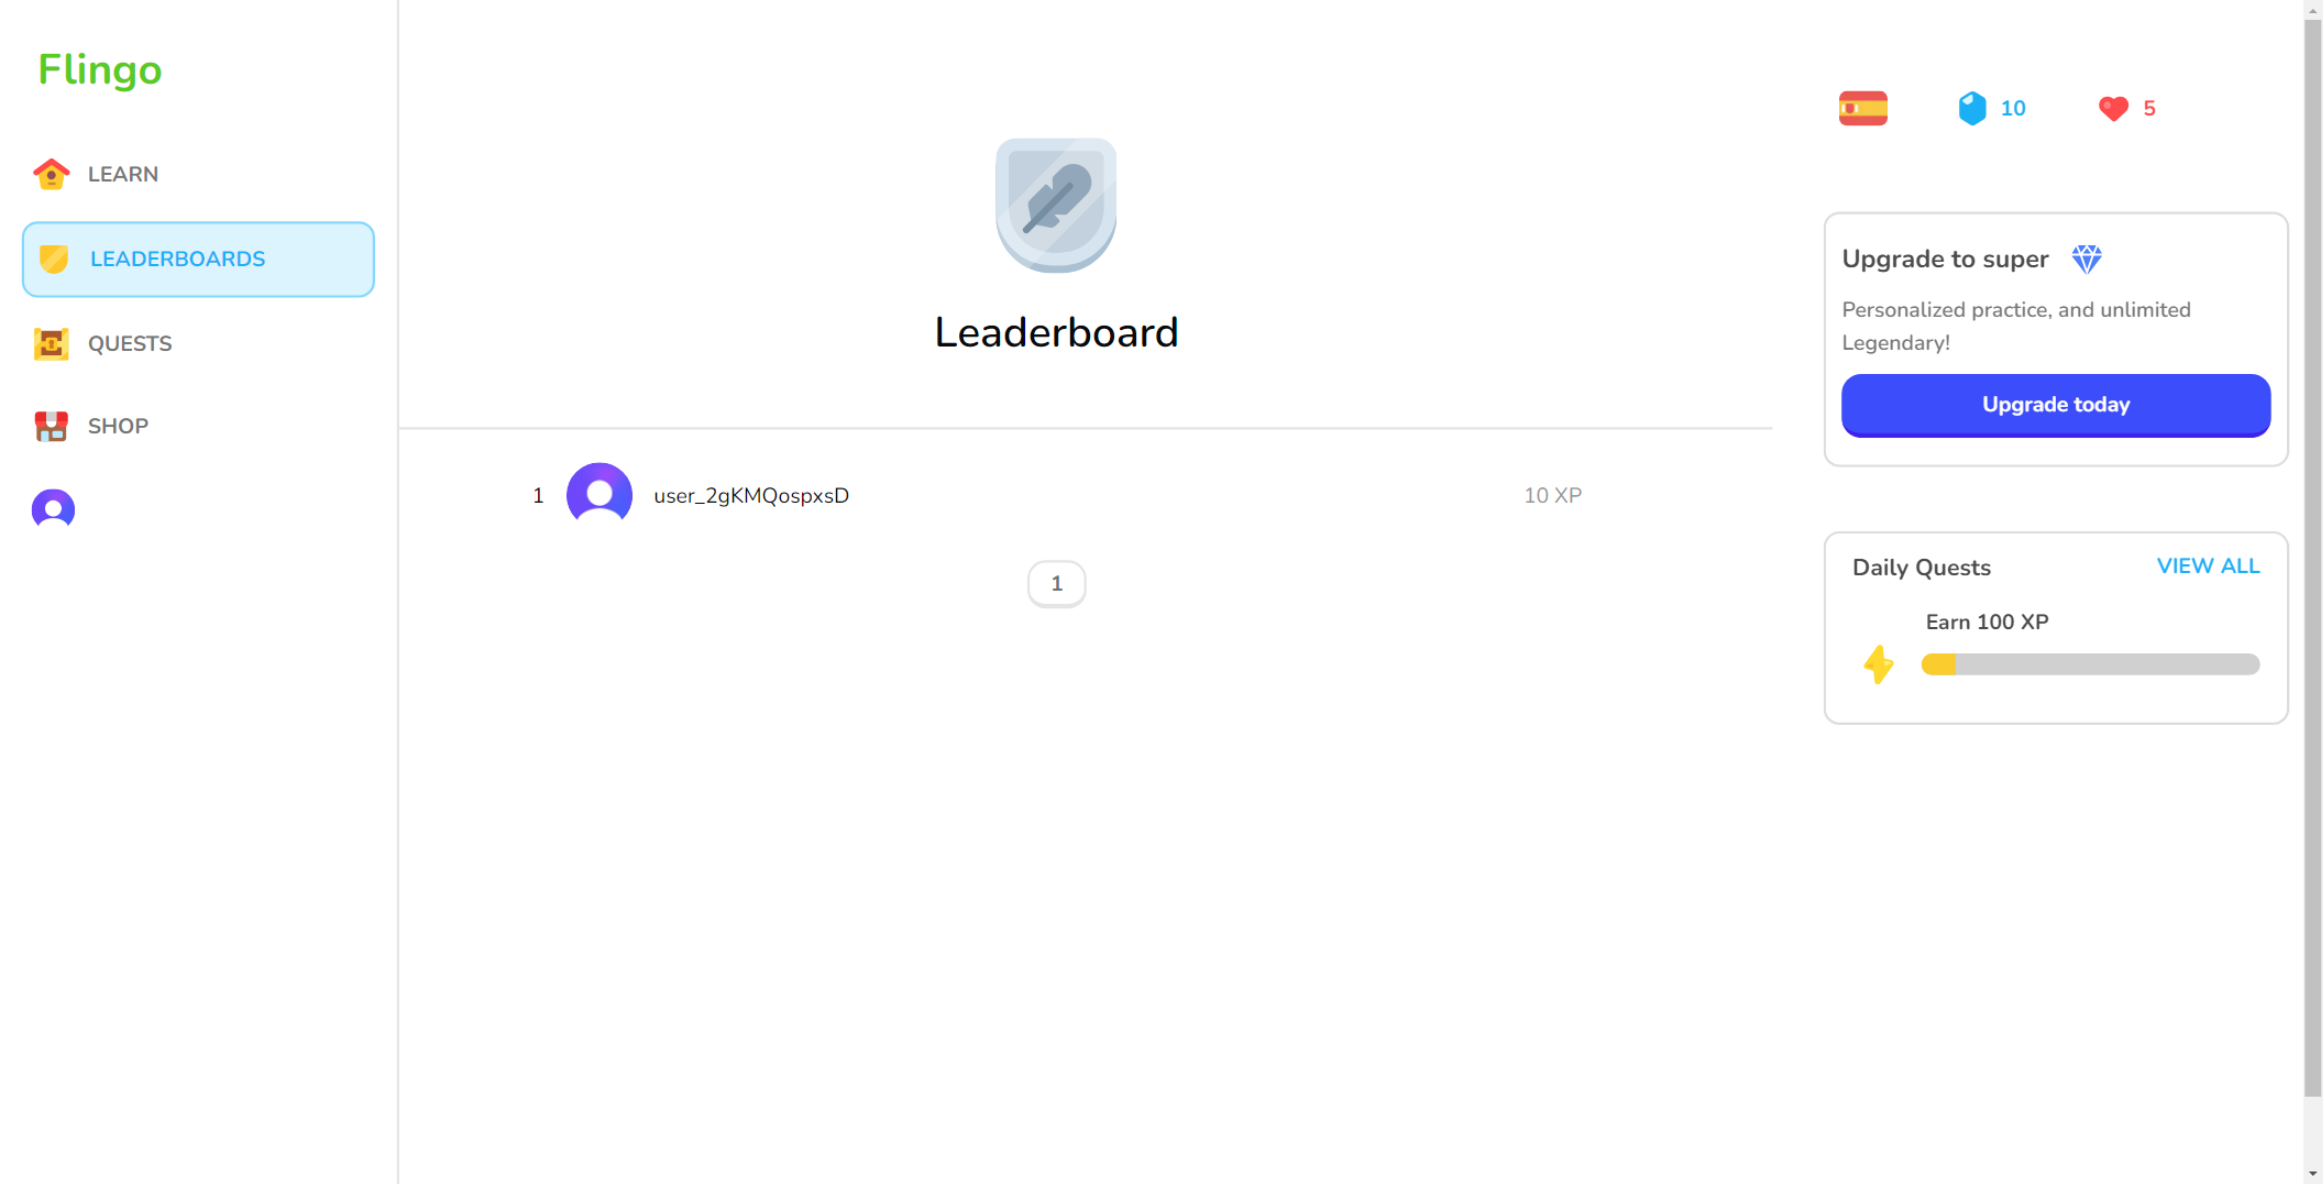 Flingo
LEARN
LEADERBOARDS
QUESTS
SHOP
Leaderboard
1 user_2gKMQospxsD 10 XP
1
10 5
Upgrade to super
Personalized practice, and unlimited
Legendary!
Upgrade today
Daily Quests VIEW ALL
Earn 100 XP